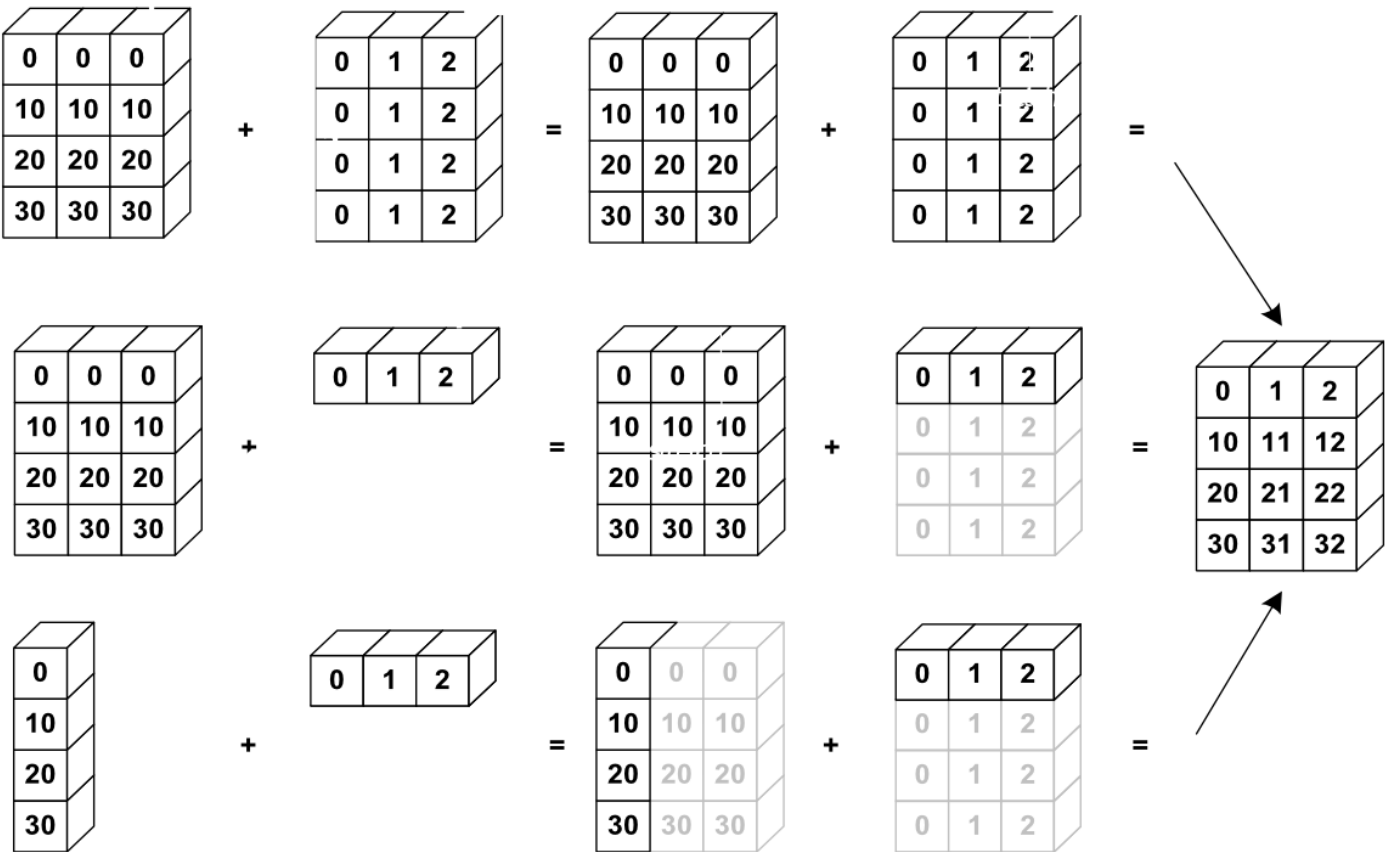 0 0 0 0 1 2 0 0 0 0 1 2
10 10 10 0 1 2 10 10 10 0 1 2
+ = + =
20 20 20 0 1 2 20 20 20 0 1 2
30 30 30 0 1 2 30 30 30 0 1 2
0 0 0 0 1 2 0 0 0 0 1 2
10 10 10 10 10 10 0 1 2
+ = + =
20 20 20 20 20 20 0 1 2
30 30 30 30 30 30 0 1 2
0 1 2
10 11 12
20 21 22
30 31 32
0 0 1 2 0 0 0 0 1 2
10 10 10 10 0 1 2
+ = + =
20 20 20 20 0 1 2
30 30 30 30 0 1 2